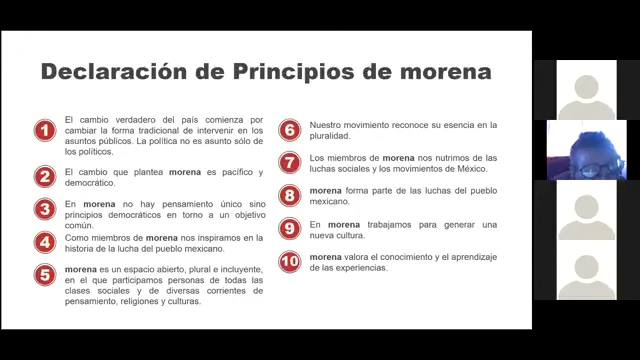 Declaración de Principios de morena
1
El cambio verdadero del país comienza por
cambiar la forma tradicional de intervenir en los
asuntos públicos. La política no es asunto sólo de
los políticos.
2
El cambio que plantea morena es pacífico y
democrático.
3
En morena no hay pensamiento único sino
principios democráticos en torno a un objetivo
común.
4
Como miembros de morena nos inspiramos en la
historia de la lucha del pueblo mexicano.
5
morena es un espacio abierto, plural e incluyente,
en el que participamos personas de todas las
clases sociales y de diversas corrientes de
pensamiento, religiones y culturas.
6
Nuestro movimiento reconoce su esencia en la
pluralidad.
7
Los miembros de morena nos nutrimos de las
luchas sociales y los movimientos de México.
8
morena forma parte de las luchas del pueblo
mexicano.
9
En morena trabajamos para generar una
nueva cultura.
10
morena valora el conocimiento y el aprendizaje
de las experiencias.